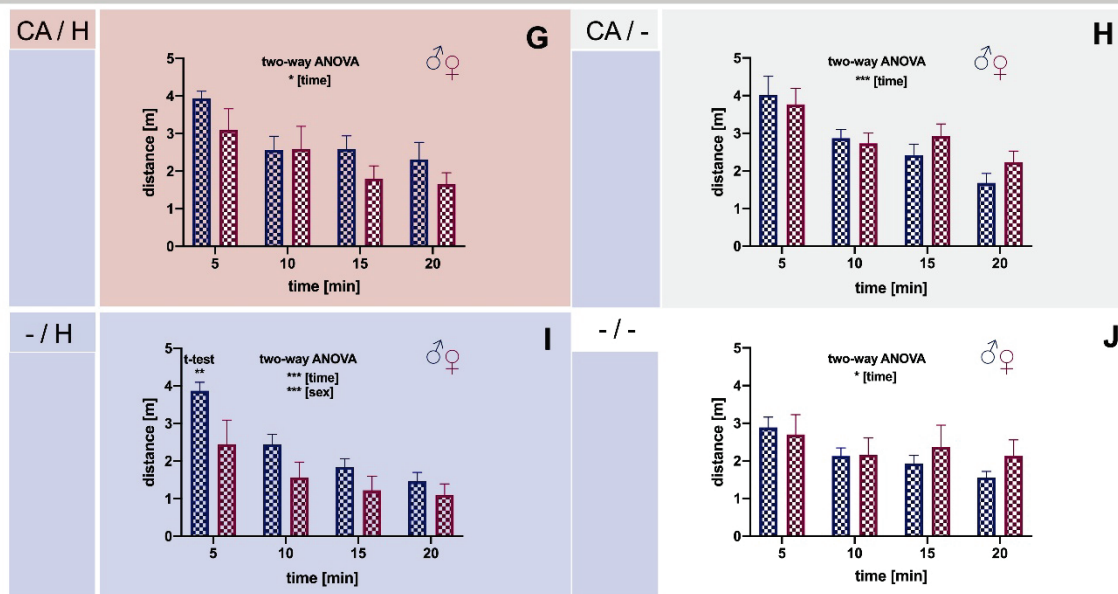 CA / H
G
two-way ANOVA
* [time]
♂♀
distance [m]
5
4
3
2
1
0
5 10 15 20
time [min]
CA / -
H
two-way ANOVA
*** [time]
♂♀
distance [m]
5
4
3
2
1
0
5 10 15 20
time [min]
- / H
I
t-test
**
two-way ANOVA
*** [time]
*** [sex]
♂♀
distance [m]
5
4
3
2
1
0
5 10 15 20
time [min]
- / -
J
two-way ANOVA
* [time]
♂♀
distance [m]
5
4
3
2
1
0
5 10 15 20
time [min]